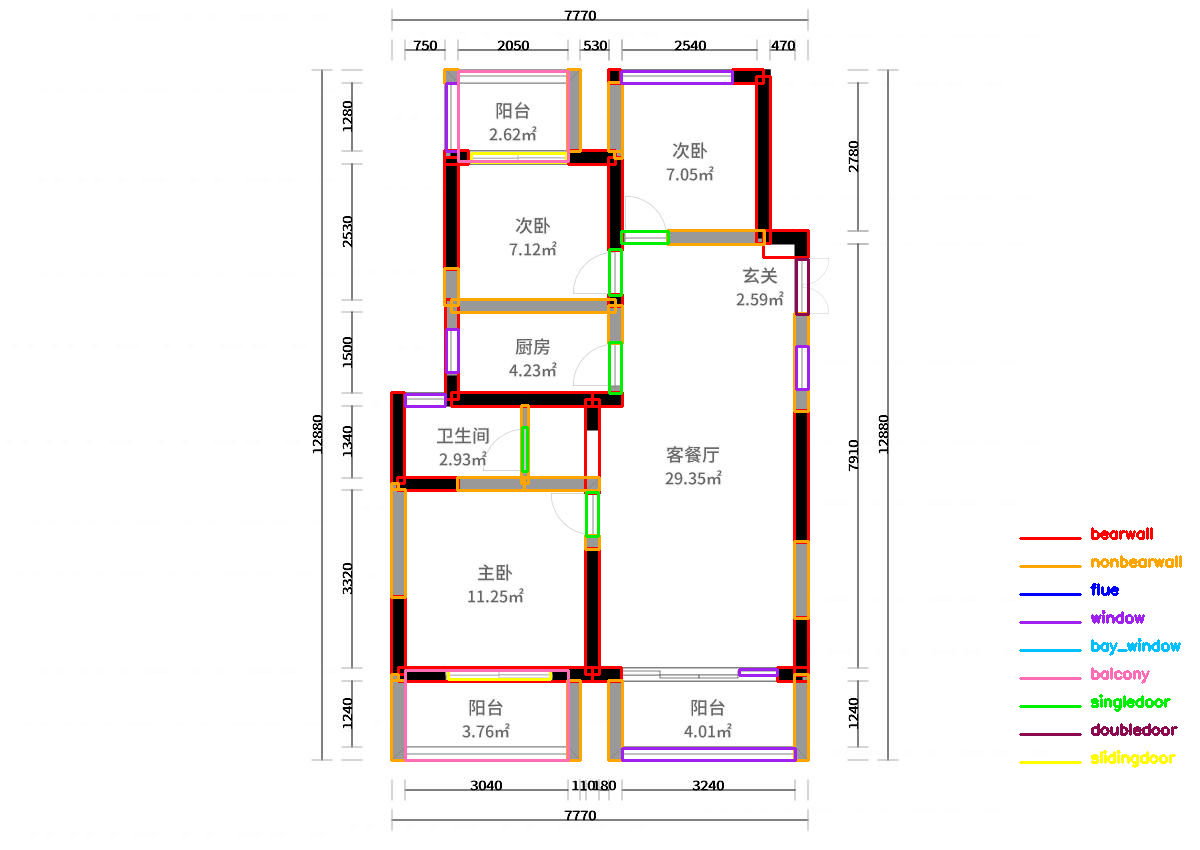 7770
750
2050
530
2540
470
阳台
2.62㎡
次卧
7.05㎡
次卧
7.12㎡
玄关
2.59㎡
厨房
4.23㎡
卫生间
2.93㎡
客餐厅
29.35㎡
主卧
11.25㎡
阳台
3.76㎡
阳台
4.01㎡
1280
2530
1500
1340
3320
1240
12880
2780
7910
1240
12880
3040
110
180
3240
7770
bearwall
nonbearwall
flue
window
bay_window
balcony
singledoor
doubledoor
slidingdoor